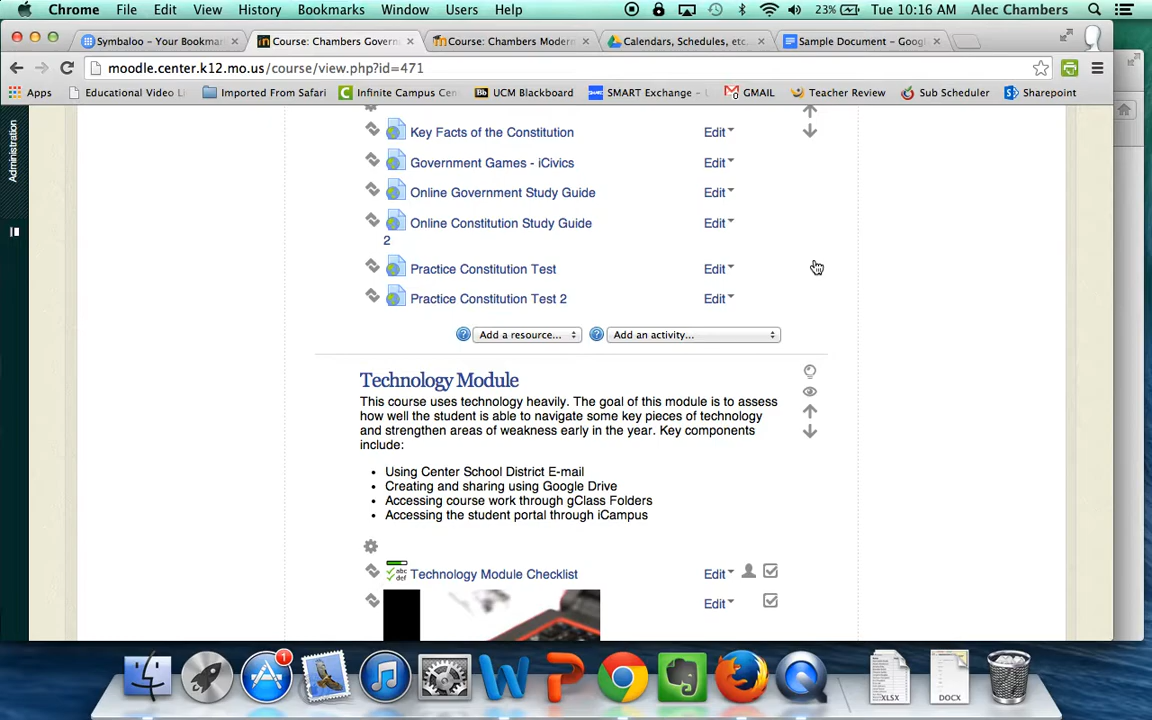 Chrome File Edit View History Bookmarks Window Users Help 23% Tue 10:16 AM Alec Chambers
Symbaloo - Your Bookmar Course: Chambers Govern Course: Chambers Modern Calendars, Schedules, etc. Sample Document - Googl
moodle.center.k12.mo.us/course/view.php?id=471
Apps Educational Video Li Imported From Safari Infinite Campus Cen UCM Blackboard SMART Exchange - GMAIL Teacher Review Sub Scheduler Sharepoint
Administration
Key Facts of the Constitution Edit
Government Games - iCivics Edit
Online Government Study Guide Edit
Online Constitution Study Guide Edit
2
Practice Constitution Test Edit
Practice Constitution Test 2 Edit
Add a resource... Add an activity...
Technology Module
This course uses technology heavily. The goal of this module is to assess
how well the student is able to navigate some key pieces of technology
and strengthen areas of weakness early in the year. Key components
include:
• Using Center School District E-mail
• Creating and sharing using Google Drive
• Accessing course work through gClass Folders
• Accessing the student portal through iCampus
abc
def
Technology Module Checklist Edit
Edit
1
XLSX DOCX